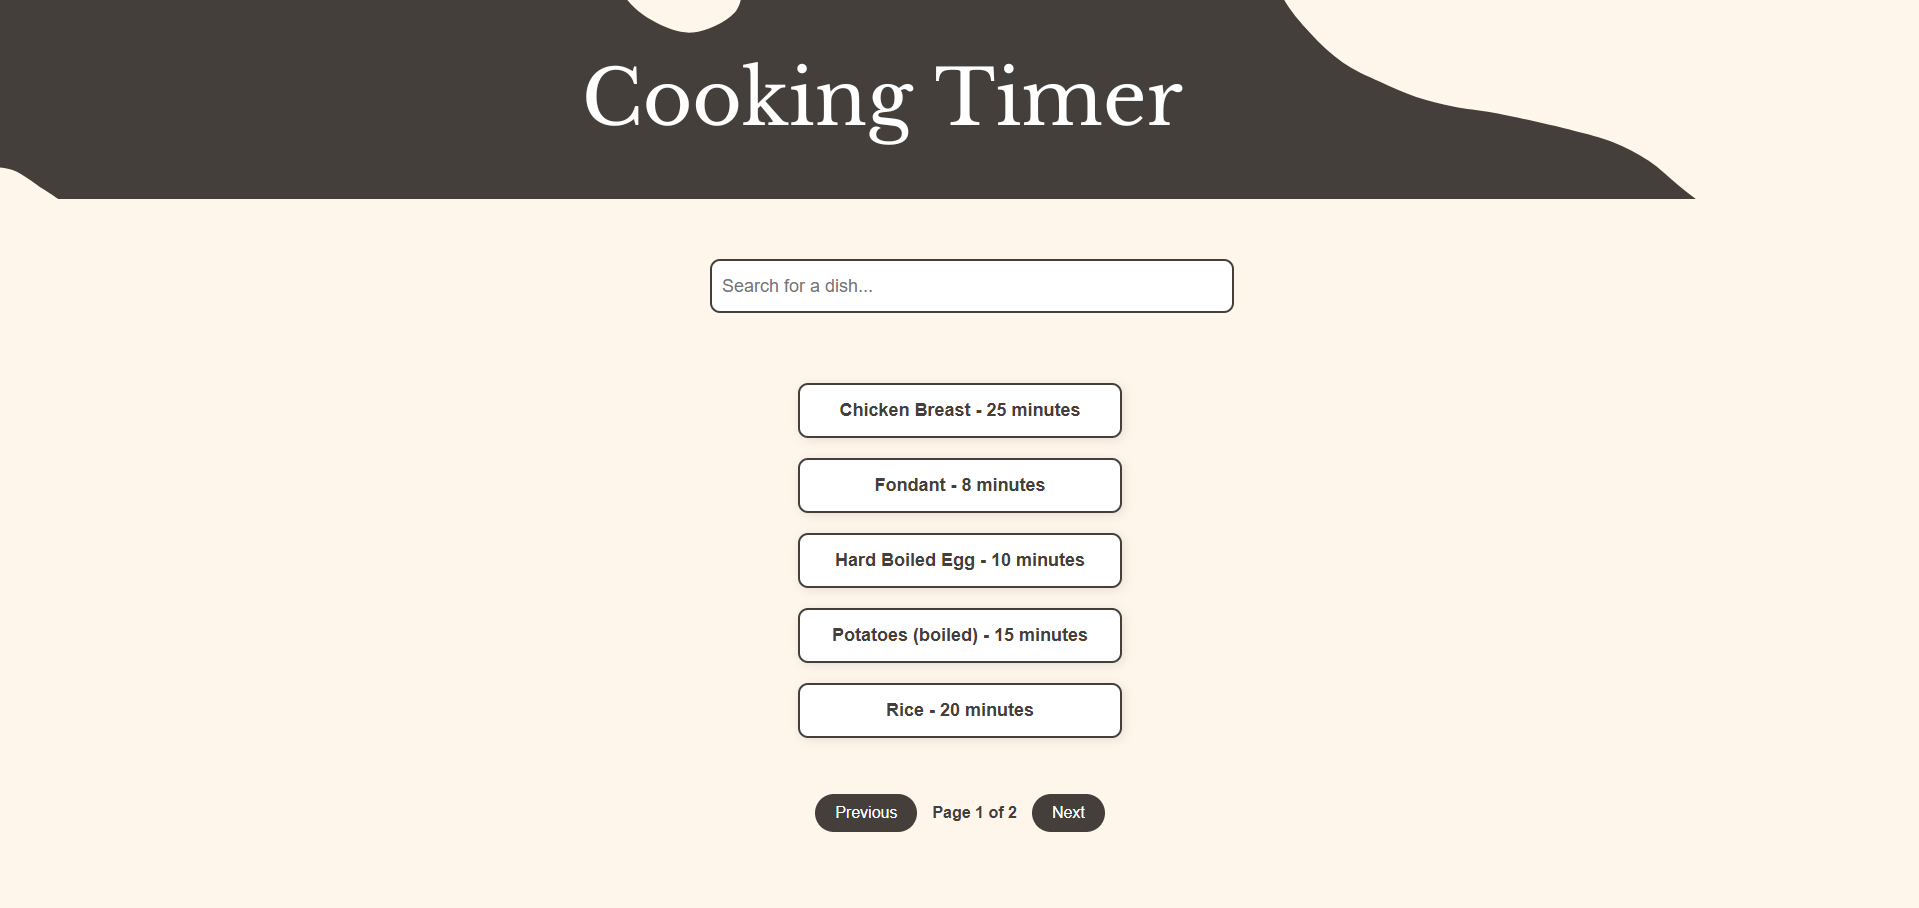 Cooking Timer
Search for a dish...
Chicken Breast - 25 minutes
Fondant - 8 minutes
Hard Boiled Egg - 10 minutes
Potatoes (boiled) - 15 minutes
Rice - 20 minutes
Previous Page 1 of 2 Next